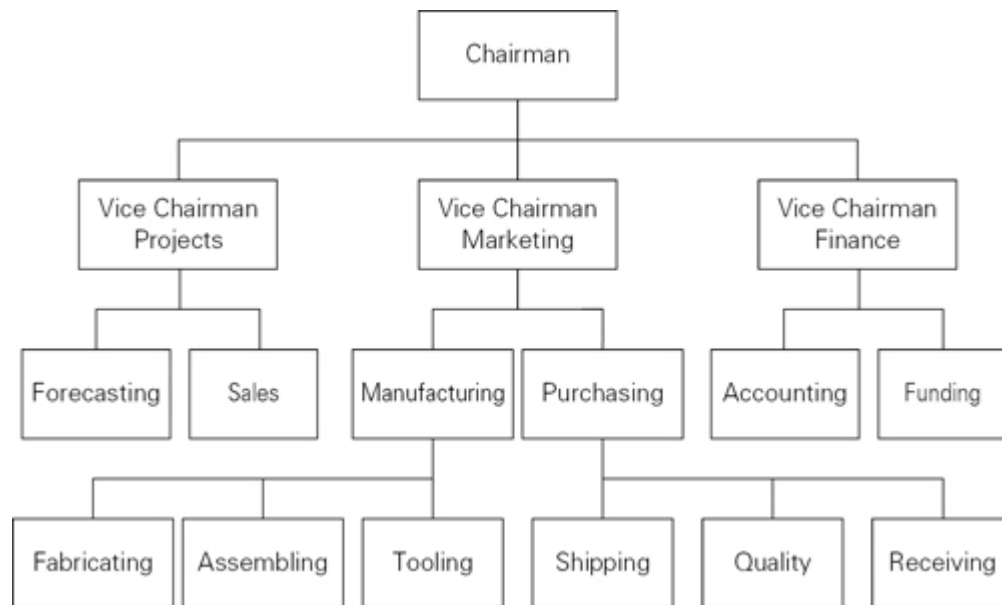 Chairman
Vice Chairman
Projects
Vice Chairman
Marketing
Vice Chairman
Finance
Forecasting
Sales
Manufacturing
Purchasing
Accounting
Funding
Fabricating
Assembling
Tooling
Shipping
Quality
Receiving